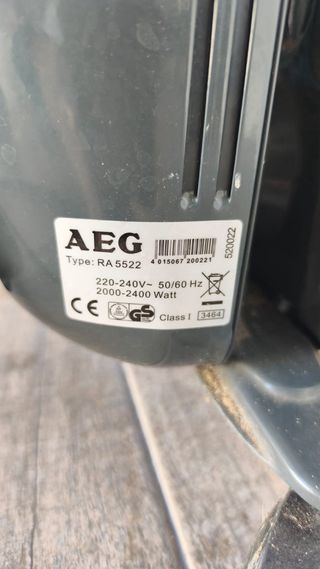 AEG
4 015067 200221
520022
Type: RA 5522
220-240V~ 50/60 Hz
2000-2400 Watt
CE
GS
Class I
3464